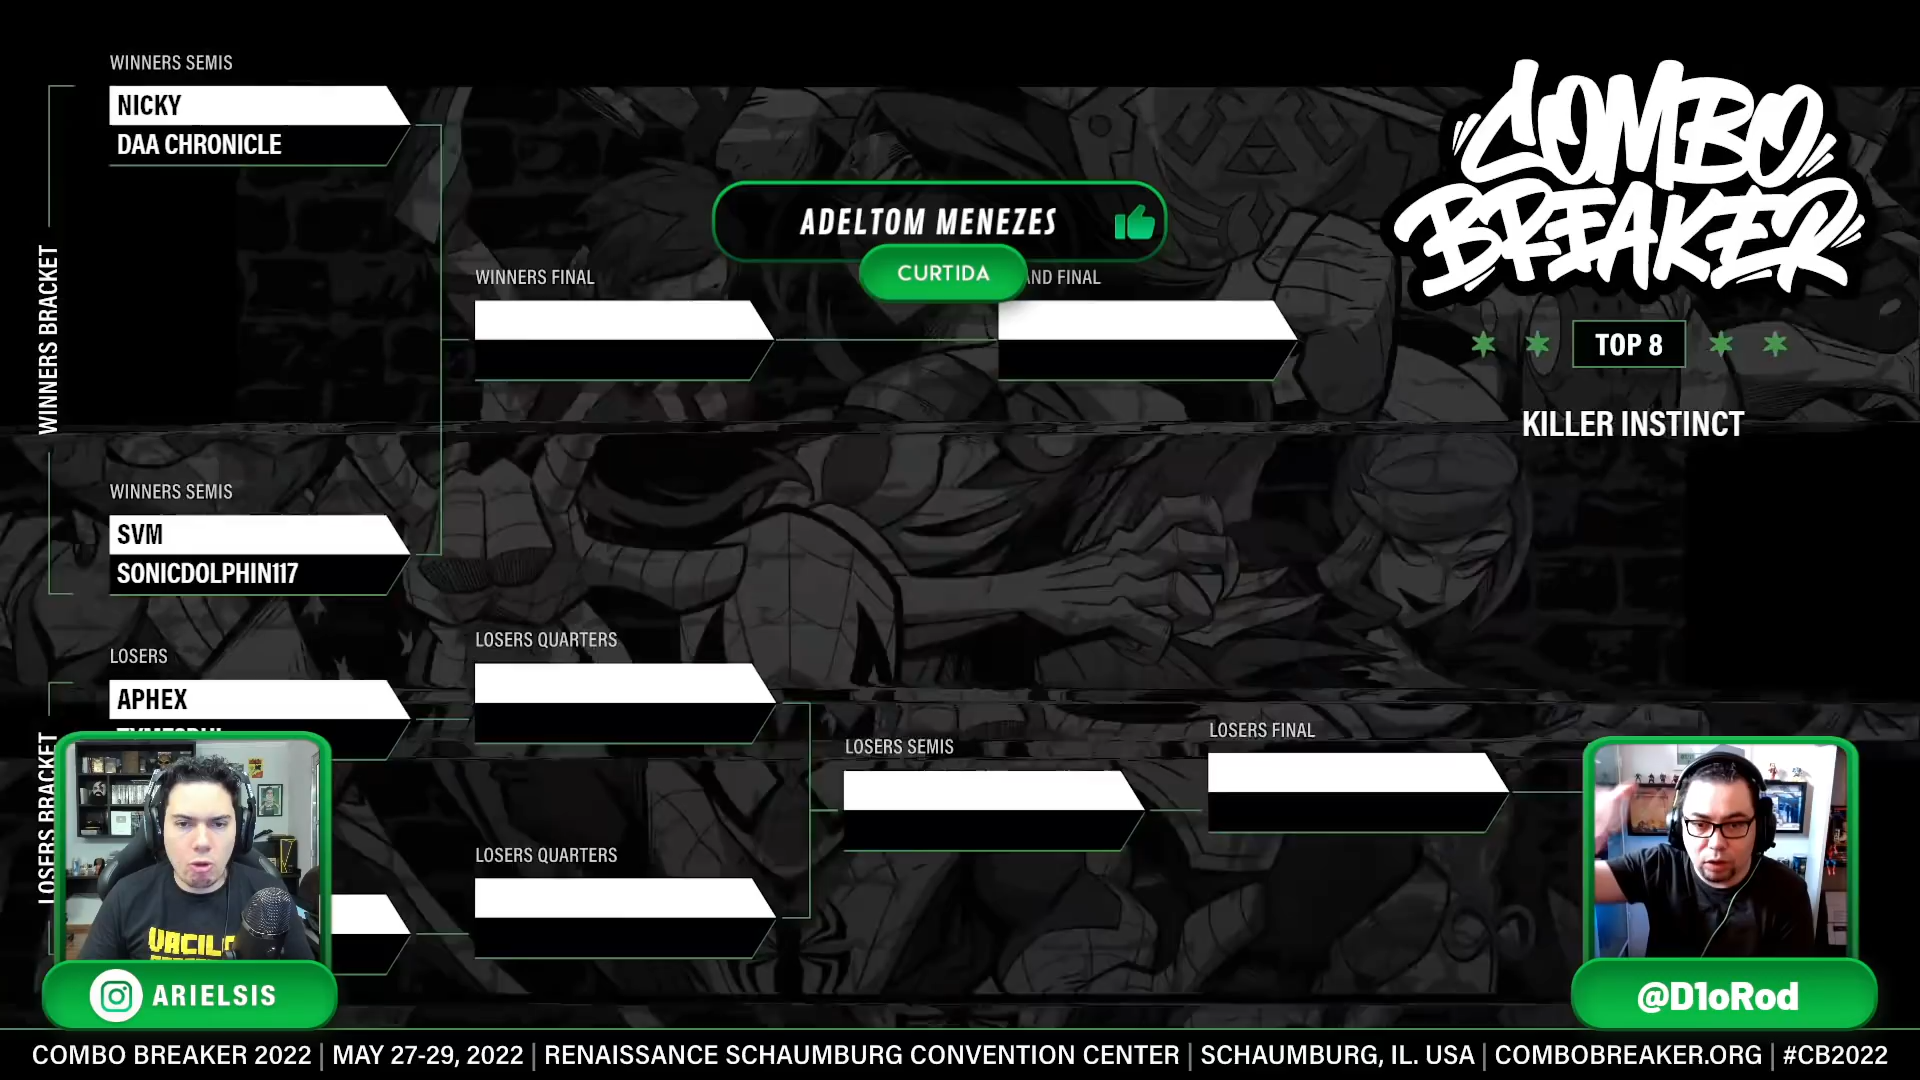 WINNERS SEMIS
NICKY
DAA CHRONICLE
COMBO
BREAKER
ADELTOM MENEZES
CURTIDA
WINNERS FINAL
AND FINAL
TOP 8
KILLER INSTINCT
WINNERS BRACKET
WINNERS SEMIS
SVM
SONICDOLPHIN117
LOSERS
APHEX
LOSERS QUARTERS
LOSERS SEMIS
LOSERS FINAL
LOSERS QUARTERS
LOSERS BRACKET
ARIELSIS
@D1oRod
COMBO BREAKER 2022 | MAY 27-29, 2022 | RENAISSANCE SCHAUMBURG CONVENTION CENTER | SCHAUMBURG, IL. USA | COMBOBREAKER.ORG | #CB2022